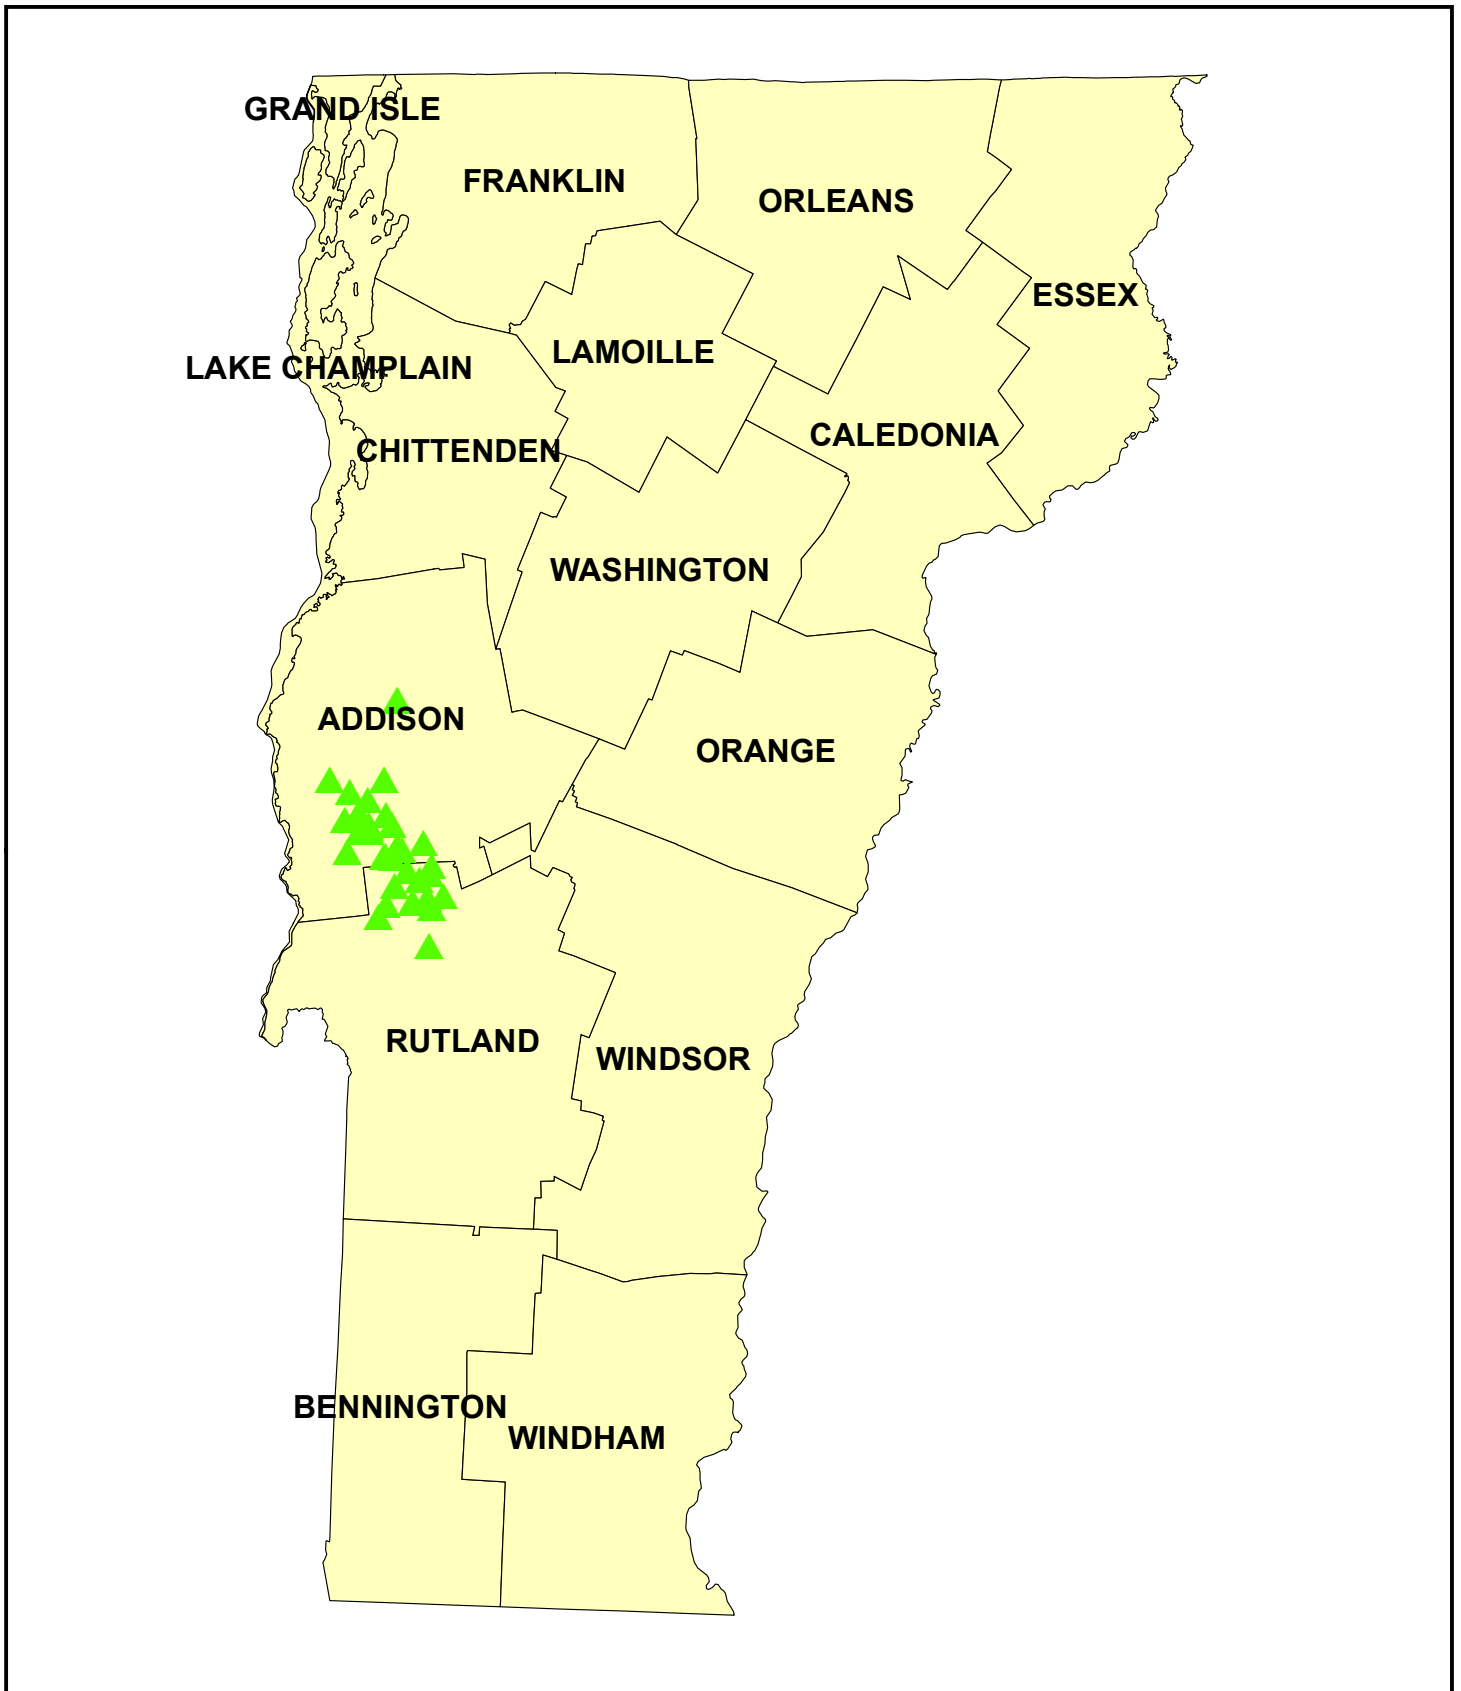 GRAND ISLE
FRANKLIN
ORLEANS
ESSEX
LAMOILLE
LAKE CHAMPLAIN
CALEDONIA
CHITTENDEN
WASHINGTON
ADDISON
ORANGE
RUTLAND
WINDSOR
BENNINGTON
WINDHAM